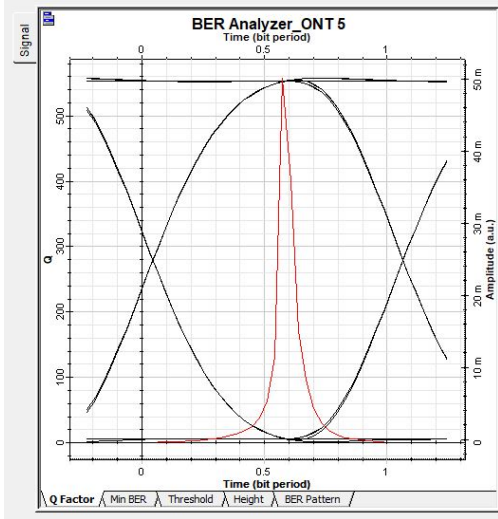 Signal
BER Analyzer_ONT 5
Time (bit period)
0 0.5 1
Q
500
400
300
200
100
0
50 m
40 m
30 m
20 m
10 m
0
Amplitude (a.u.)
0 0.5 1
Time (bit period)
Q Factor Min BER Threshold Height BER Pattern